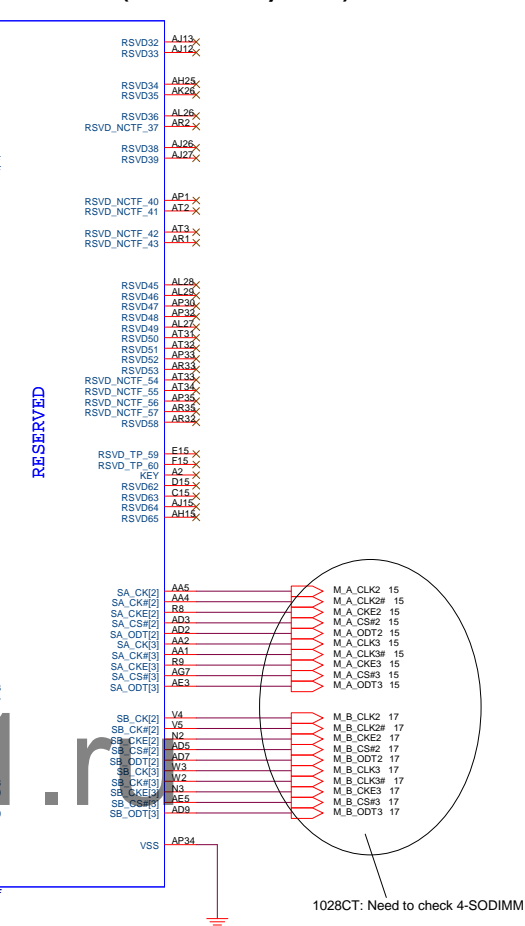 RSVD32 AJ13
RSVD33 AJ12
RSVD34 AH25
RSVD35 AK26
RSVD36 AL26
RSVD_NCTF_37 AR2
RSVD38 AJ26
RSVD39 AJ27
RSVD_NCTF_40 AP1
RSVD_NCTF_41 AT2
RSVD_NCTF_42 AT3
RSVD_NCTF_43 AR1
RSVD45 AL28
RSVD46 AL29
RSVD47 AP30
RSVD48 AP32
RSVD49 AL27
RSVD50 AT31
RSVD51 AT32
RSVD52 AP33
RSVD53 AR33
RSVD_NCTF_54 AT33
RSVD_NCTF_55 AT34
RSVD_NCTF_56 AP35
RSVD_NCTF_57 AR35
RSVD58 AR32
RESERVED
RSVD_TP_59 E15
RSVD_TP_60 F15
KEY A2
RSVD62 D15
RSVD63 C15
RSVD64 AJ15
RSVD65 AH15
SA_CK[2] AA5 M_A_CLK2 15
SA_CK#[2] AA4 M_A_CLK2# 15
SA_CKE[2] R8 M_A_CKE2 15
SA_CS#[2] AD3 M_A_CS#2 15
SA_ODT[2] AD2 M_A_ODT2 15
SA_CK[3] AA2 M_A_CLK3 15
SA_CK#[3] AA1 M_A_CLK3# 15
SA_CKE[3] R9 M_A_CKE3 15
SA_CS#[3] AG7 M_A_CS#3 15
SA_ODT[3] AE3 M_A_ODT3 15
SB_CK[2] V4 M_B_CLK2 17
SB_CK#[2] V5 M_B_CLK2# 17
SB_CKE[2] N2 M_B_CKE2 17
SB_CS#[2] AD5 M_B_CS#2 17
SB_ODT[2] AD7 M_B_ODT2 17
SB_CK[3] W3 M_B_CLK3 17
SB_CK#[3] W2 M_B_CLK3# 17
SB_CKE[3] N3 M_B_CKE3 17
SB_CS#[3] AE5 M_B_CS#3 17
SB_ODT[3] AD9 M_B_ODT3 17
.ru
VSS AP34
1028CT: Need to check 4-SODIMM